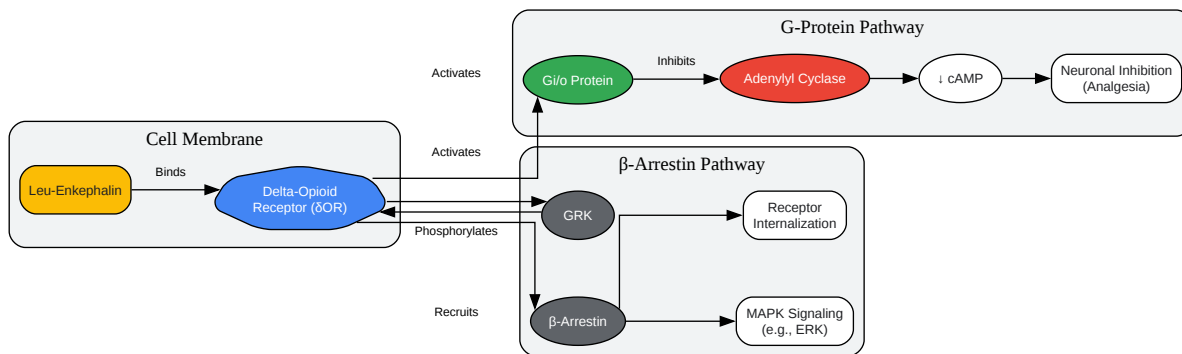 G-Protein Pathway
Activates
Gi/o Protein
Inhibits
Adenylyl Cyclase
↓ cAMP
Neuronal Inhibition
(Analgesia)
Cell Membrane
Leu-Enkephalin
Binds
Delta-Opioid
Receptor (δOR)
Activates
Phosphorylates
Recruits
β-Arrestin Pathway
GRK
Receptor
Internalization
β-Arrestin
MAPK Signaling
(e.g., ERK)